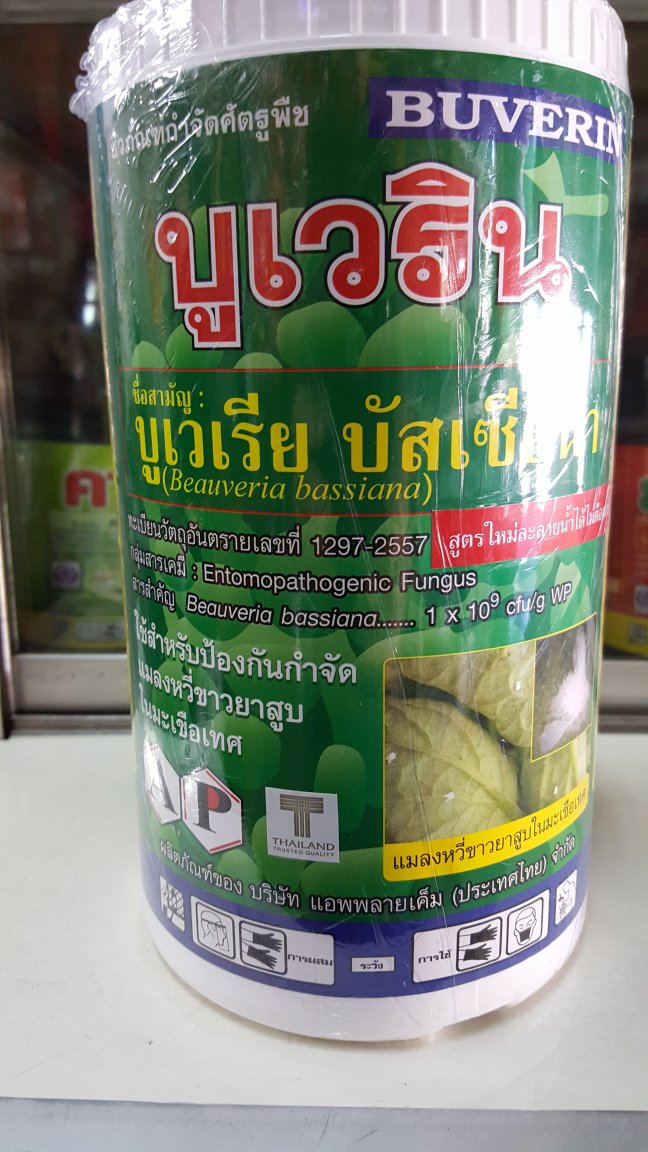 BUVERIN
บูเวริน
ชื่อสามัญ :
บูเวเรีย บัสเซียนา
(Beauveria bassiana)
ทะเบียนวัตถุอันตรายเลขที่ 1297-2557
สูตรใหม่ละลายน้ำได้
กลุ่มสารเคมี : Entomopathogenic Fungus
สารสำคัญ Beauveria bassiana....... 1 x 10⁹ cfu/g WP
ใช้สำหรับป้องกันกำจัด
แมลงหวี่ขาวยาสูบ
ในมะเขือเทศ
AP
THAILAND
TRUSTED QUALITY
แมลงหวี่ขาวยาสูบในมะเขือเทศ
ผลิตภัณฑ์ของ บริษัท แอพพลายเค็ม (ประเทศไทย) จำกัด
การผสม
ระวัง
การใช้